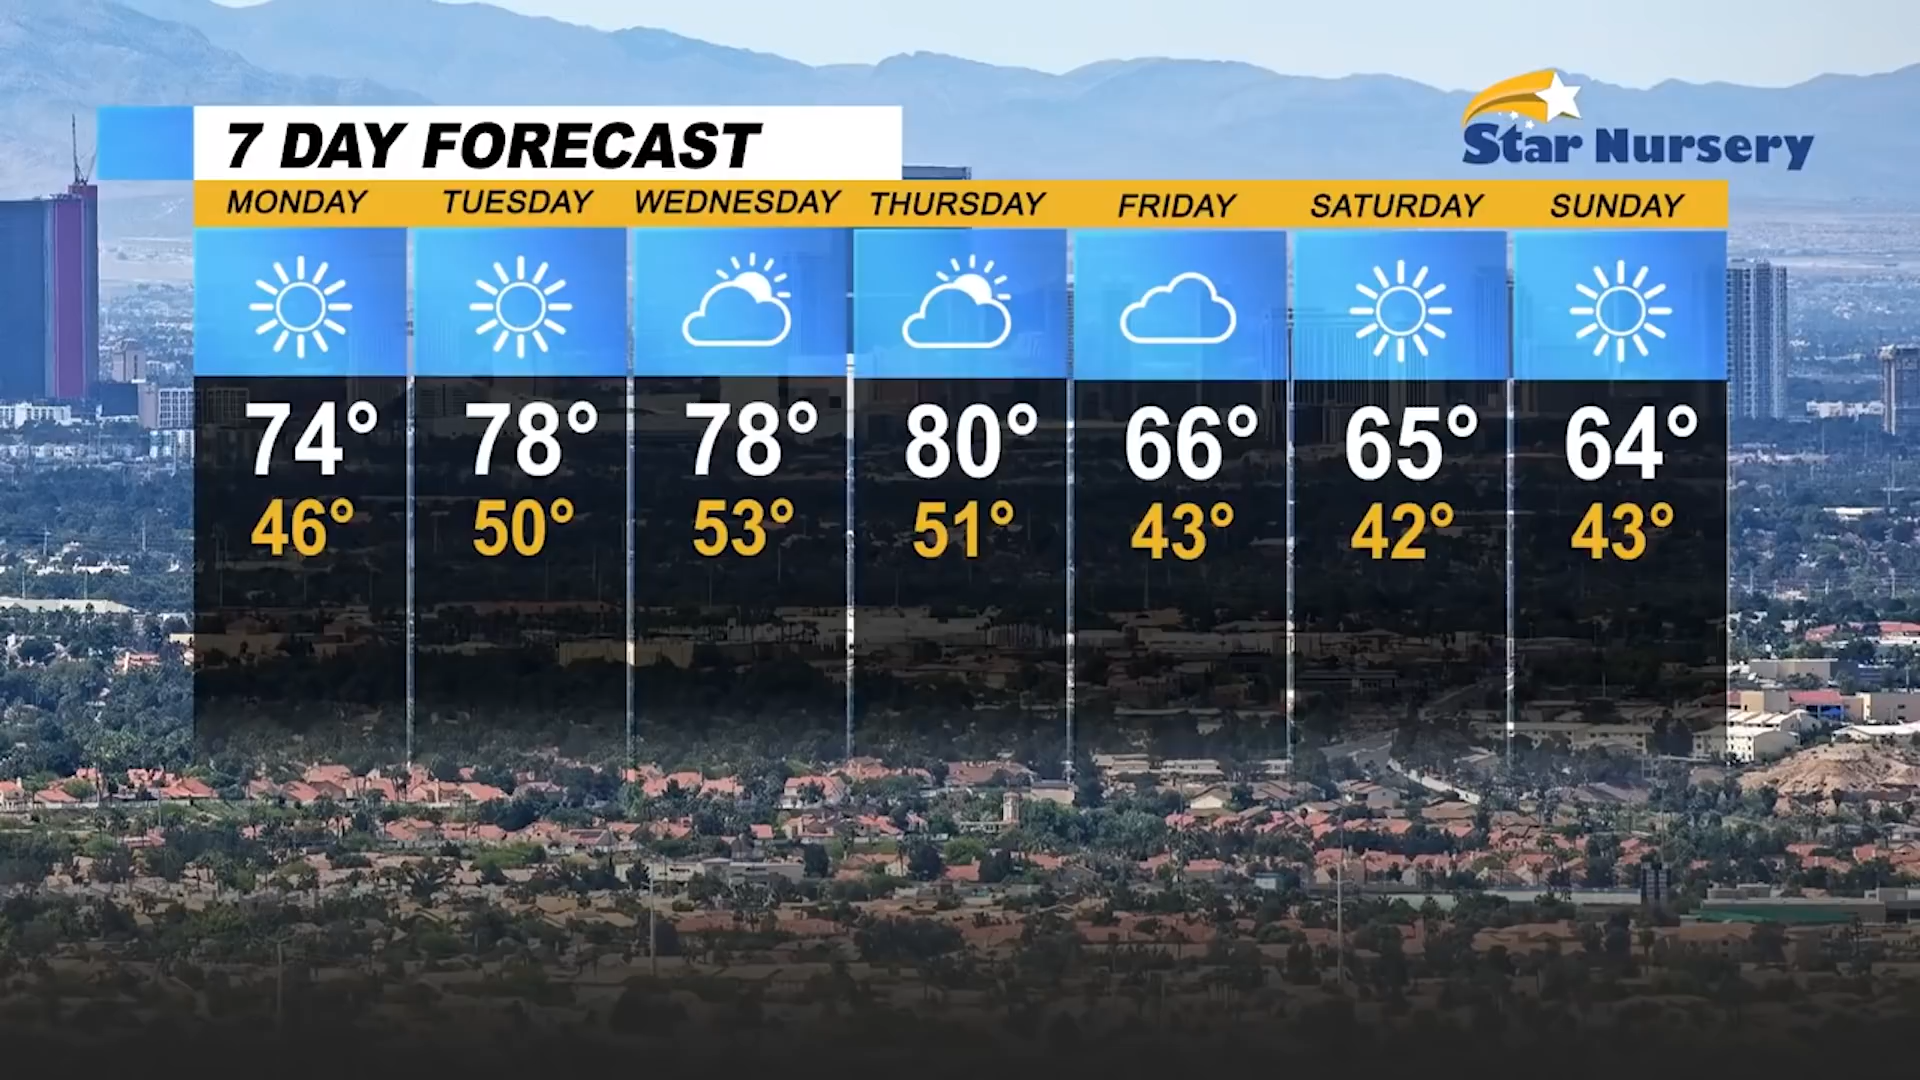 7 DAY FORECAST
Star Nursery
MONDAY TUESDAY WEDNESDAY THURSDAY FRIDAY SATURDAY SUNDAY
74° 78° 78° 80° 66° 65° 64°
46° 50° 53° 51° 43° 42° 43°